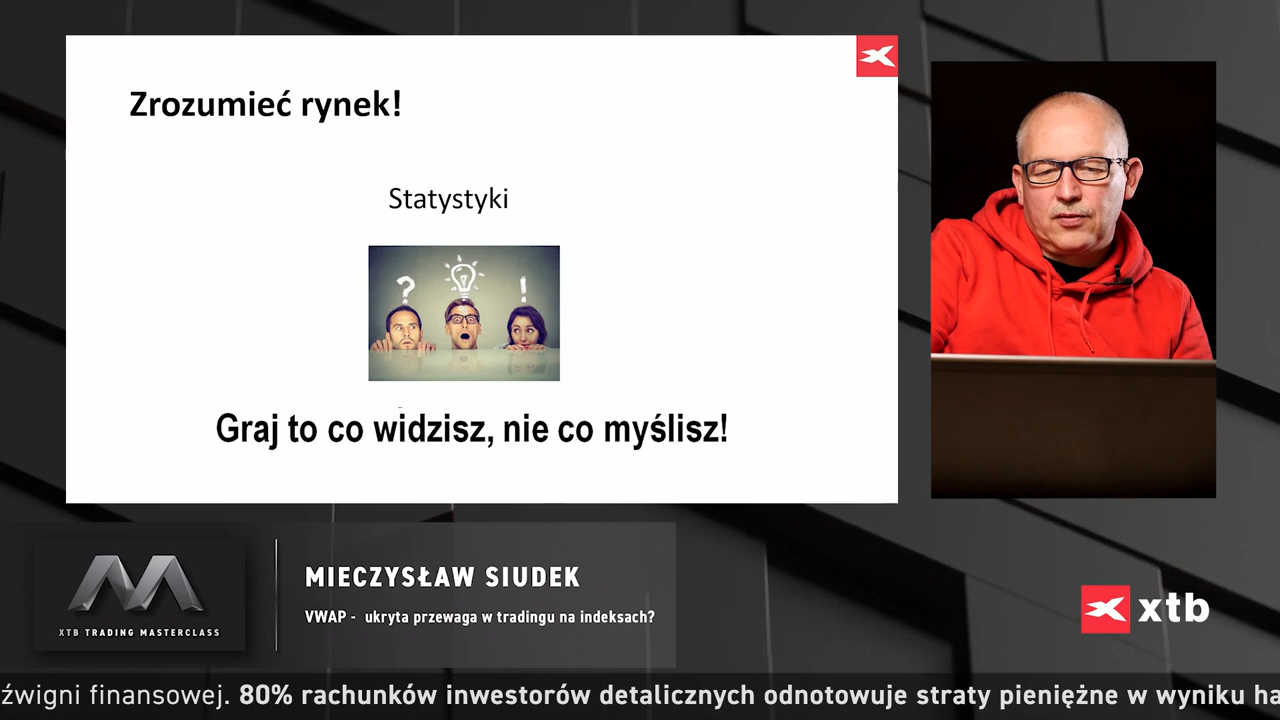 Zrozumieć rynek!
Statystyki
? !
Graj to co widzisz, nie co myślisz!
XTB TRADING MASTERCLASS
MIECZYSŁAW SIUDEK
VWAP - ukryta przewaga w tradingu na indeksach?
xtb
źwigni finansowej. 80% rachunków inwestorów detalicznych odnotowuje straty pieniężne w wyniku ha